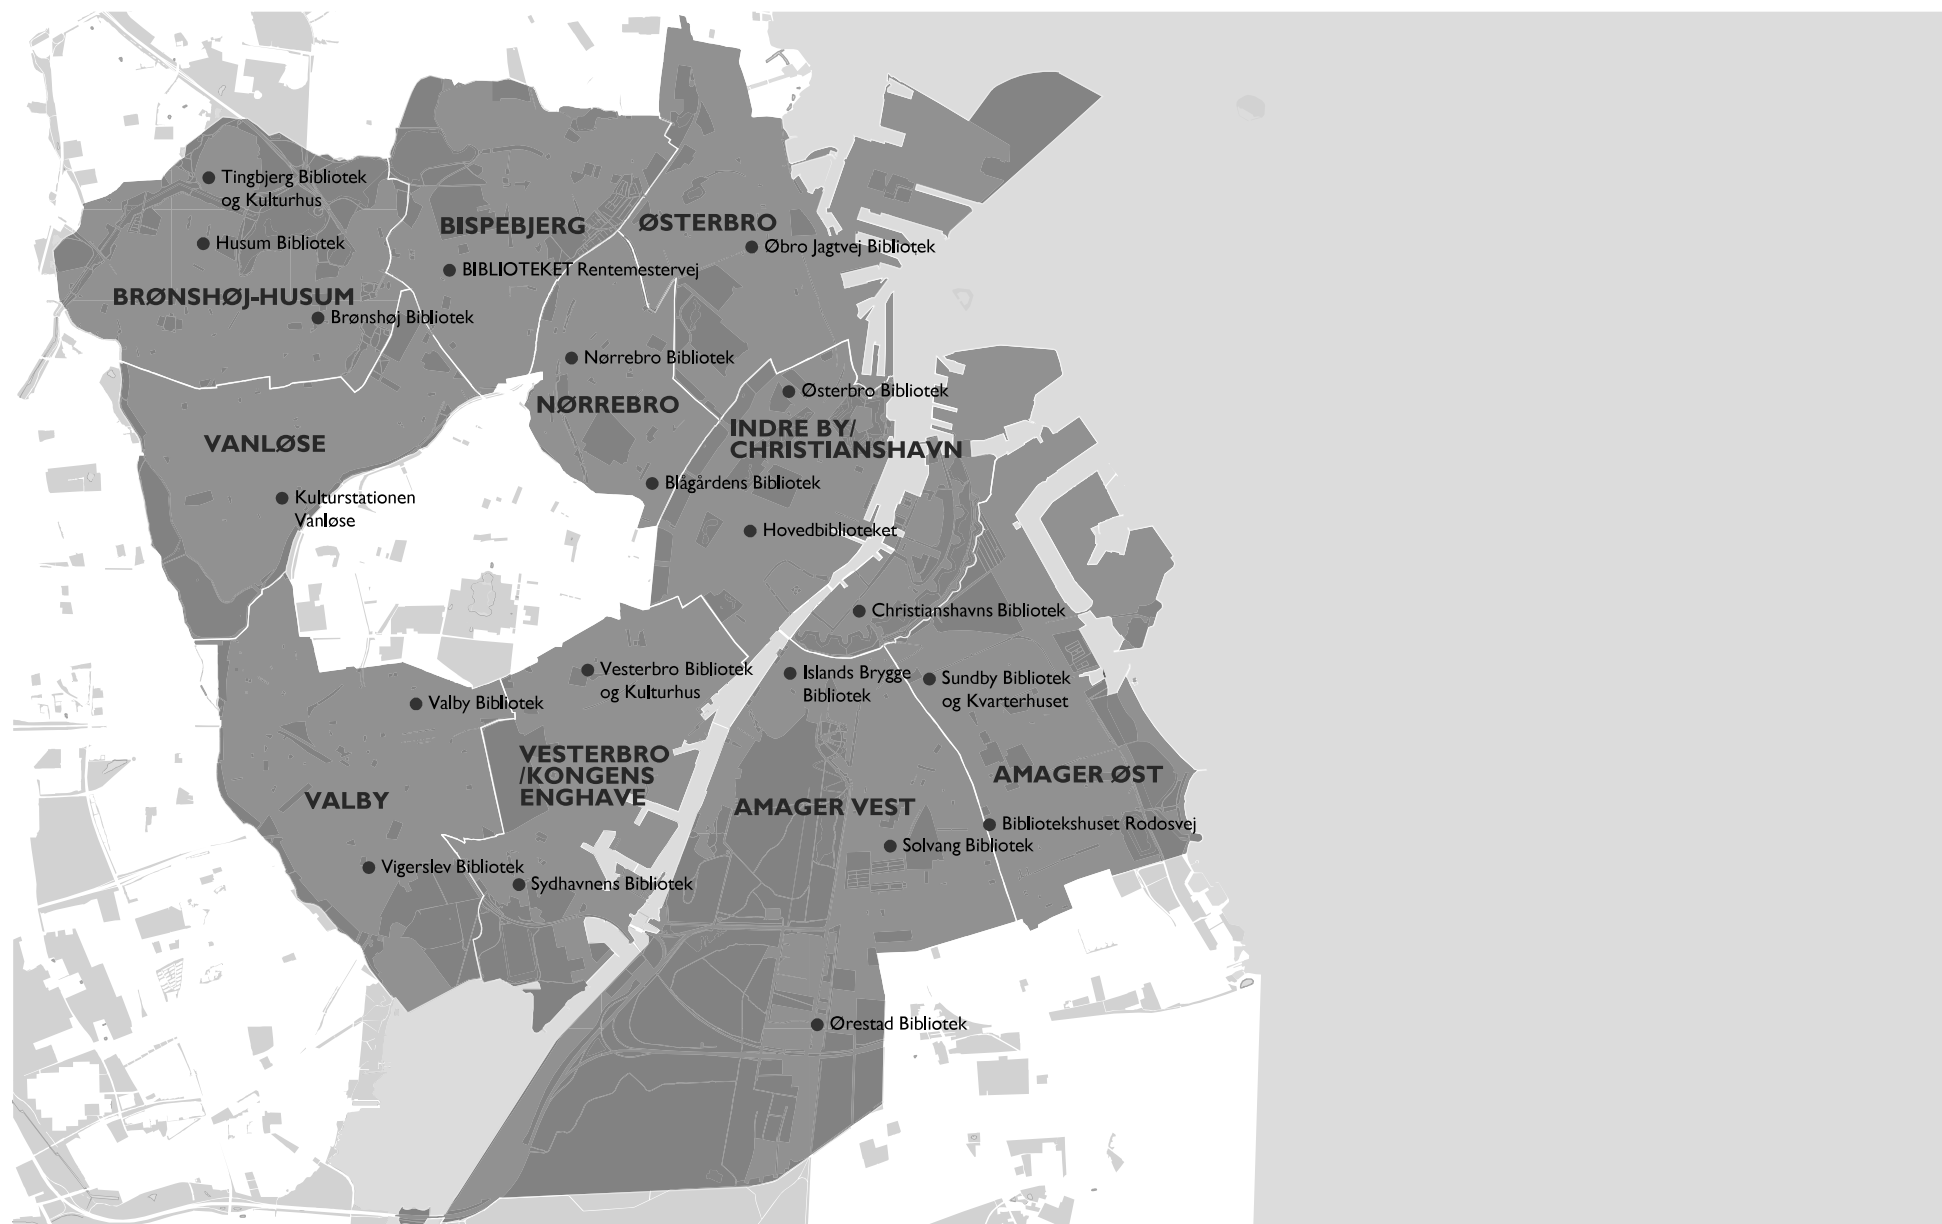 Tingbjerg Bibliotek
og Kulturhus
BISPEBJERG
ØSTERBRO
Husum Bibliotek
Øbro Jagtvej Bibliotek
BIBLIOTEKET Rentemestervej
BRØNSHØJ-HUSUM
Brønshøj Bibliotek
Nørrebro Bibliotek
Østerbro Bibliotek
NØRREBRO
INDRE BY/
CHRISTIANSHAVN
VANLØSE
Blågårdens Bibliotek
Kulturstationen
Vanløse
Hovedbiblioteket
Christianshavns Bibliotek
Vesterbro Bibliotek
og Kulturhus
Islands Brygge
Bibliotek
Sundby Bibliotek
og Kvarterhuset
Valby Bibliotek
VESTERBRO
/KONGENS
ENGHAVE
AMAGER ØST
VALBY
AMAGER VEST
Bibliotekshuset Rodosvej
Solvang Bibliotek
Vigerslev Bibliotek
Sydhavnens Bibliotek
Ørestad Bibliotek